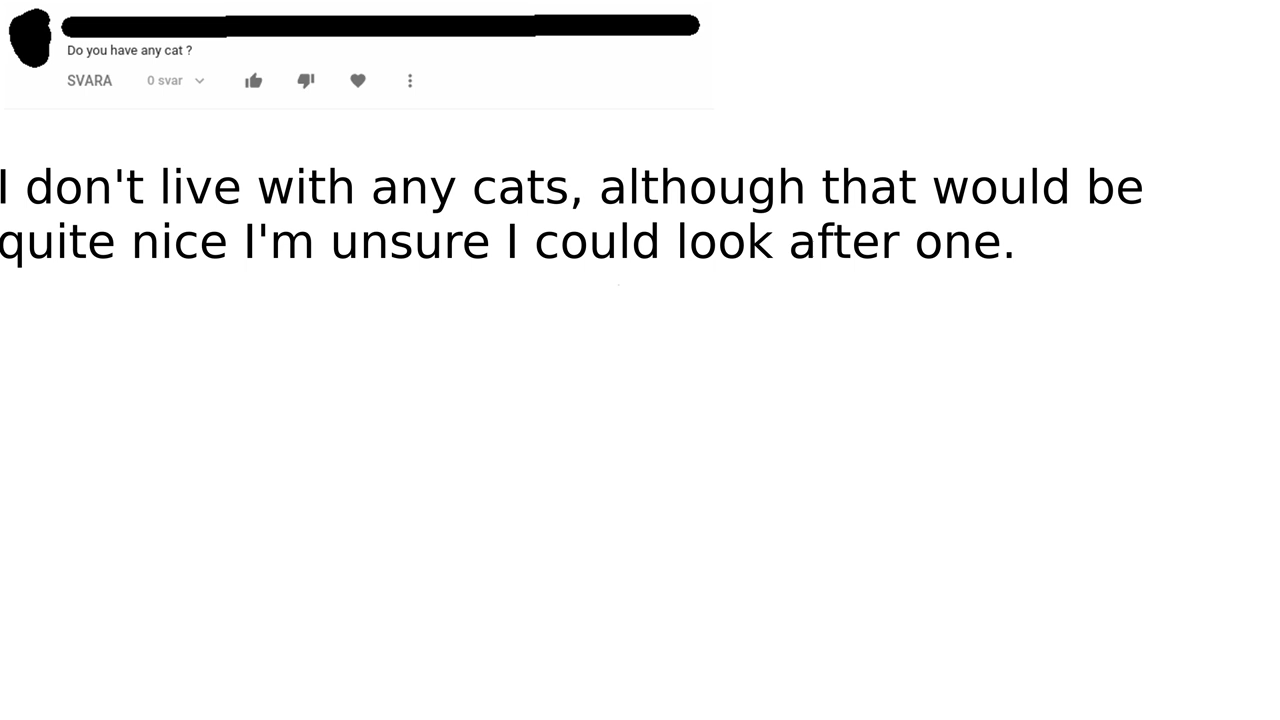 Do you have any cat ?
SVARA 0 svar
I don't live with any cats, although that would be
quite nice I'm unsure I could look after one.